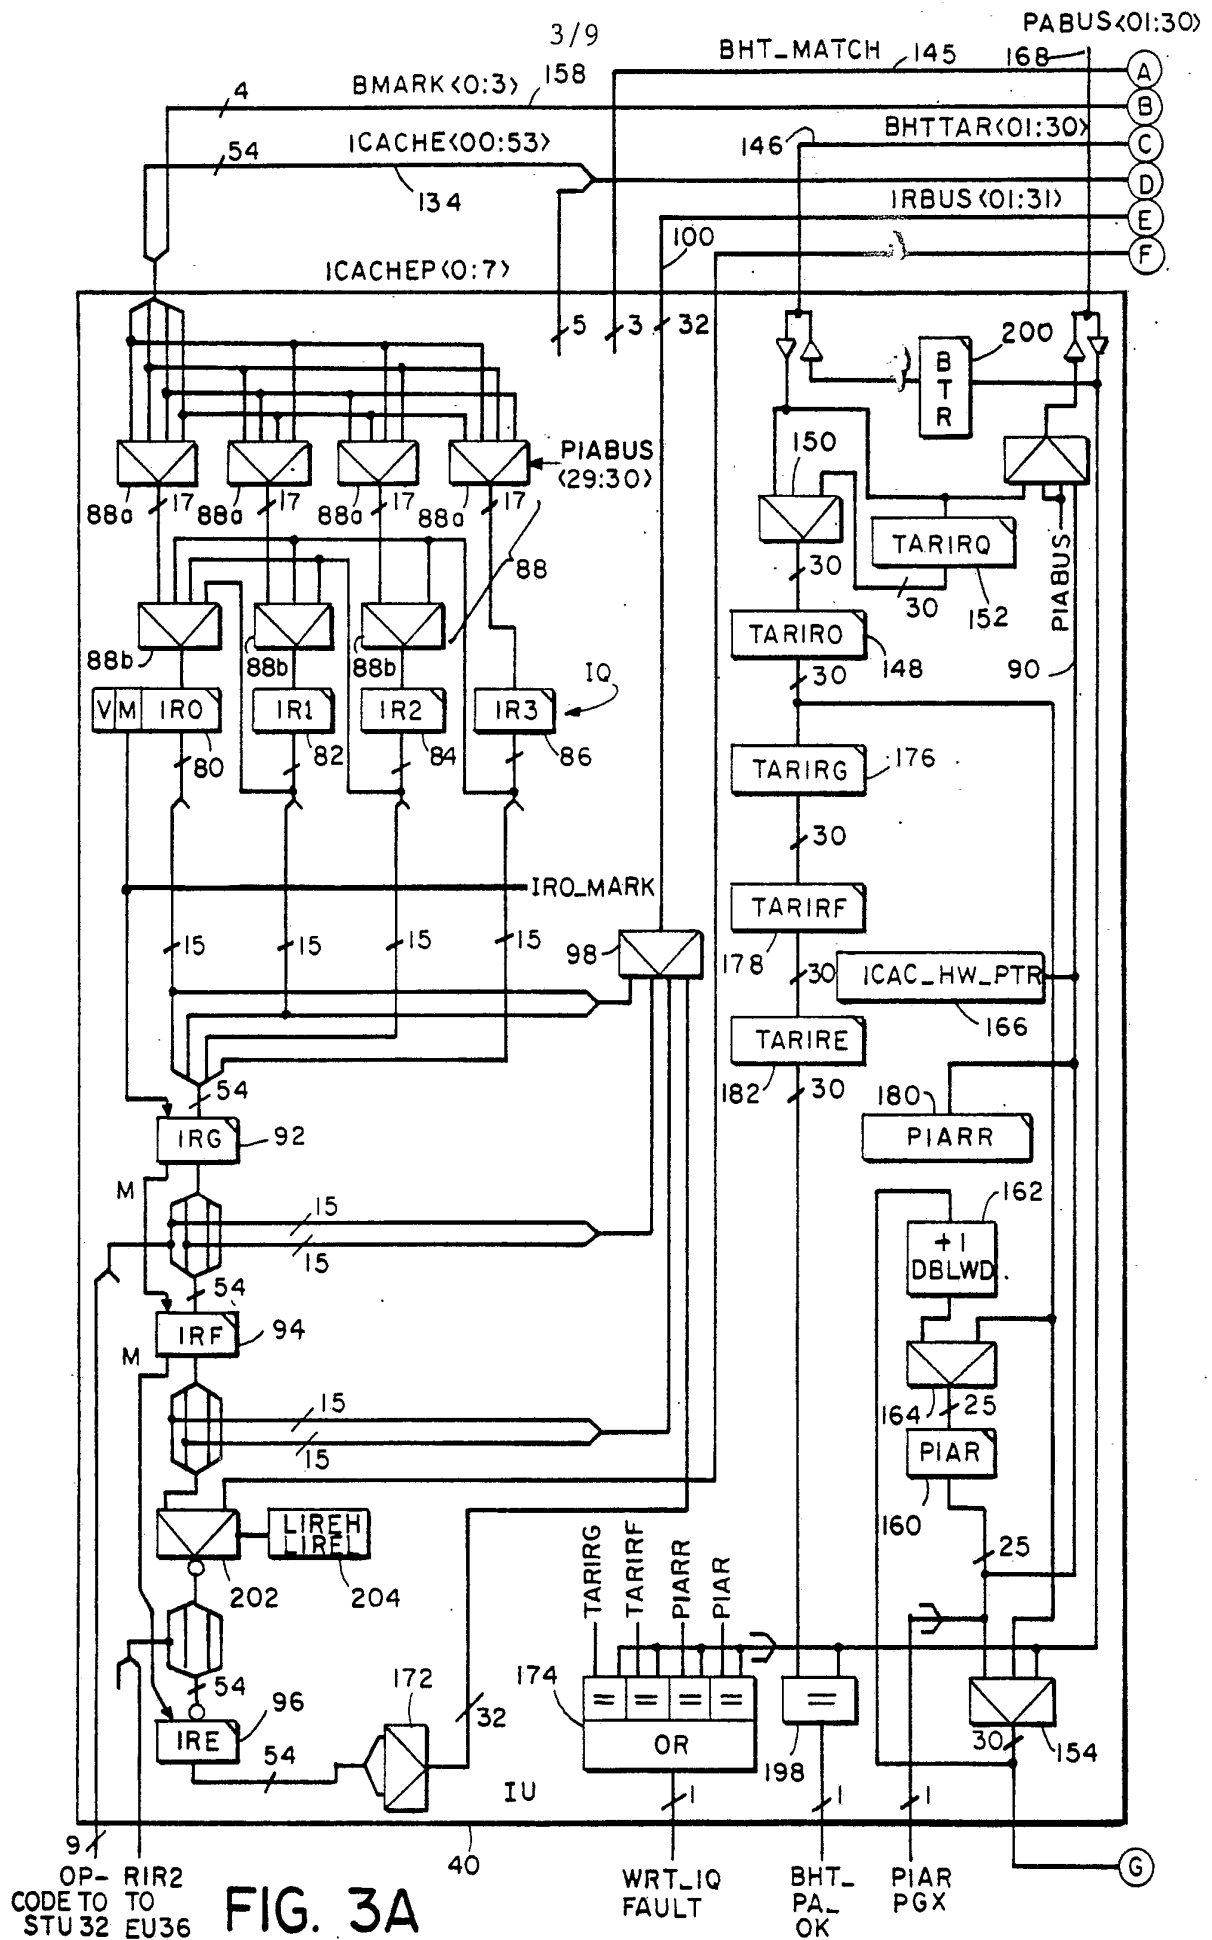 3/9
PABUS<01:30>
BHT_MATCH
145
168
A
BMARK<0:3>
158
4
B
BHTTAR<01:30>
146
C
ICACHE<00:53>
54
134
D
IRBUS<01:31>
E
100
F
ICACHEP<0:7>
5
3
32
200
BTR
150
PIABUS
<29:30>
88a
17
88a
17
88a
17
88a
17
TARIRQ
152
30
30
PIABUS
88
88b
88b
88b
TARIR0
148
30
90
IQ
V M IR0
IR1
IR2
IR3
80
82
84
86
TARIRG
176
30
IR0_MARK
TARIRF
178
30
15
15
15
15
98
ICAC_HW_PTR
166
TARIRE
182
30
54
180
PIARR
IRG
92
M
15
15
162
+1
DBLWD.
54
IRF
94
M
164
25
15
15
PIAR
160
25
LIREH
LIREL
202
204
TARIRG
TARIRF
PIARR
PIAR
54
172
32
174
= = = =
OR
=
198
IRE
96
54
30
154
IU
1
1
1
9
40
G
OP-
CODE TO
STU32
RIR2
TO
EU36
WRT_IQ
FAULT
BHT_
PA_
OK
PIAR
PGX
FIG. 3A